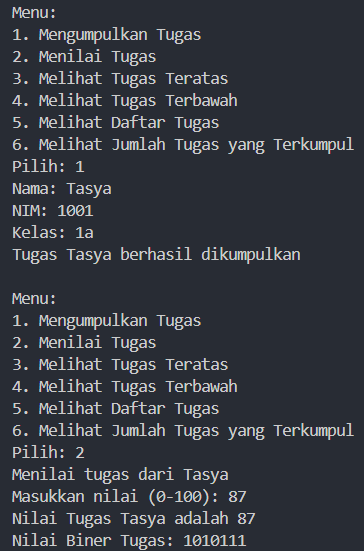 Menu:
1. Mengumpulkan Tugas
2. Menilai Tugas
3. Melihat Tugas Teratas
4. Melihat Tugas Terbawah
5. Melihat Daftar Tugas
6. Melihat Jumlah Tugas yang Terkumpul
Pilih: 1
Nama: Tasya
NIM: 1001
Kelas: 1a
Tugas Tasya berhasil dikumpulkan
Menu:
1. Mengumpulkan Tugas
2. Menilai Tugas
3. Melihat Tugas Teratas
4. Melihat Tugas Terbawah
5. Melihat Daftar Tugas
6. Melihat Jumlah Tugas yang Terkumpul
Pilih: 2
Menilai tugas dari Tasya
Masukkan nilai (0-100): 87
Nilai Tugas Tasya adalah 87
Nilai Biner Tugas: 1010111